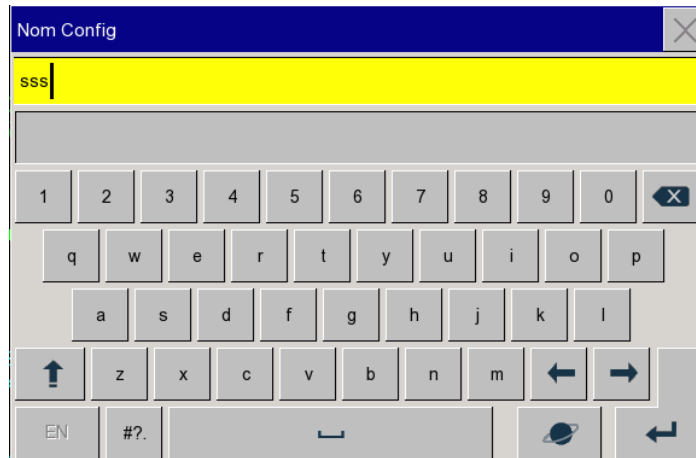 Nom Config
sss
1 2 3 4 5 6 7 8 9 0
q w e r t y u i o p
a s d f g h j k l
z x c v b n m
EN #?.